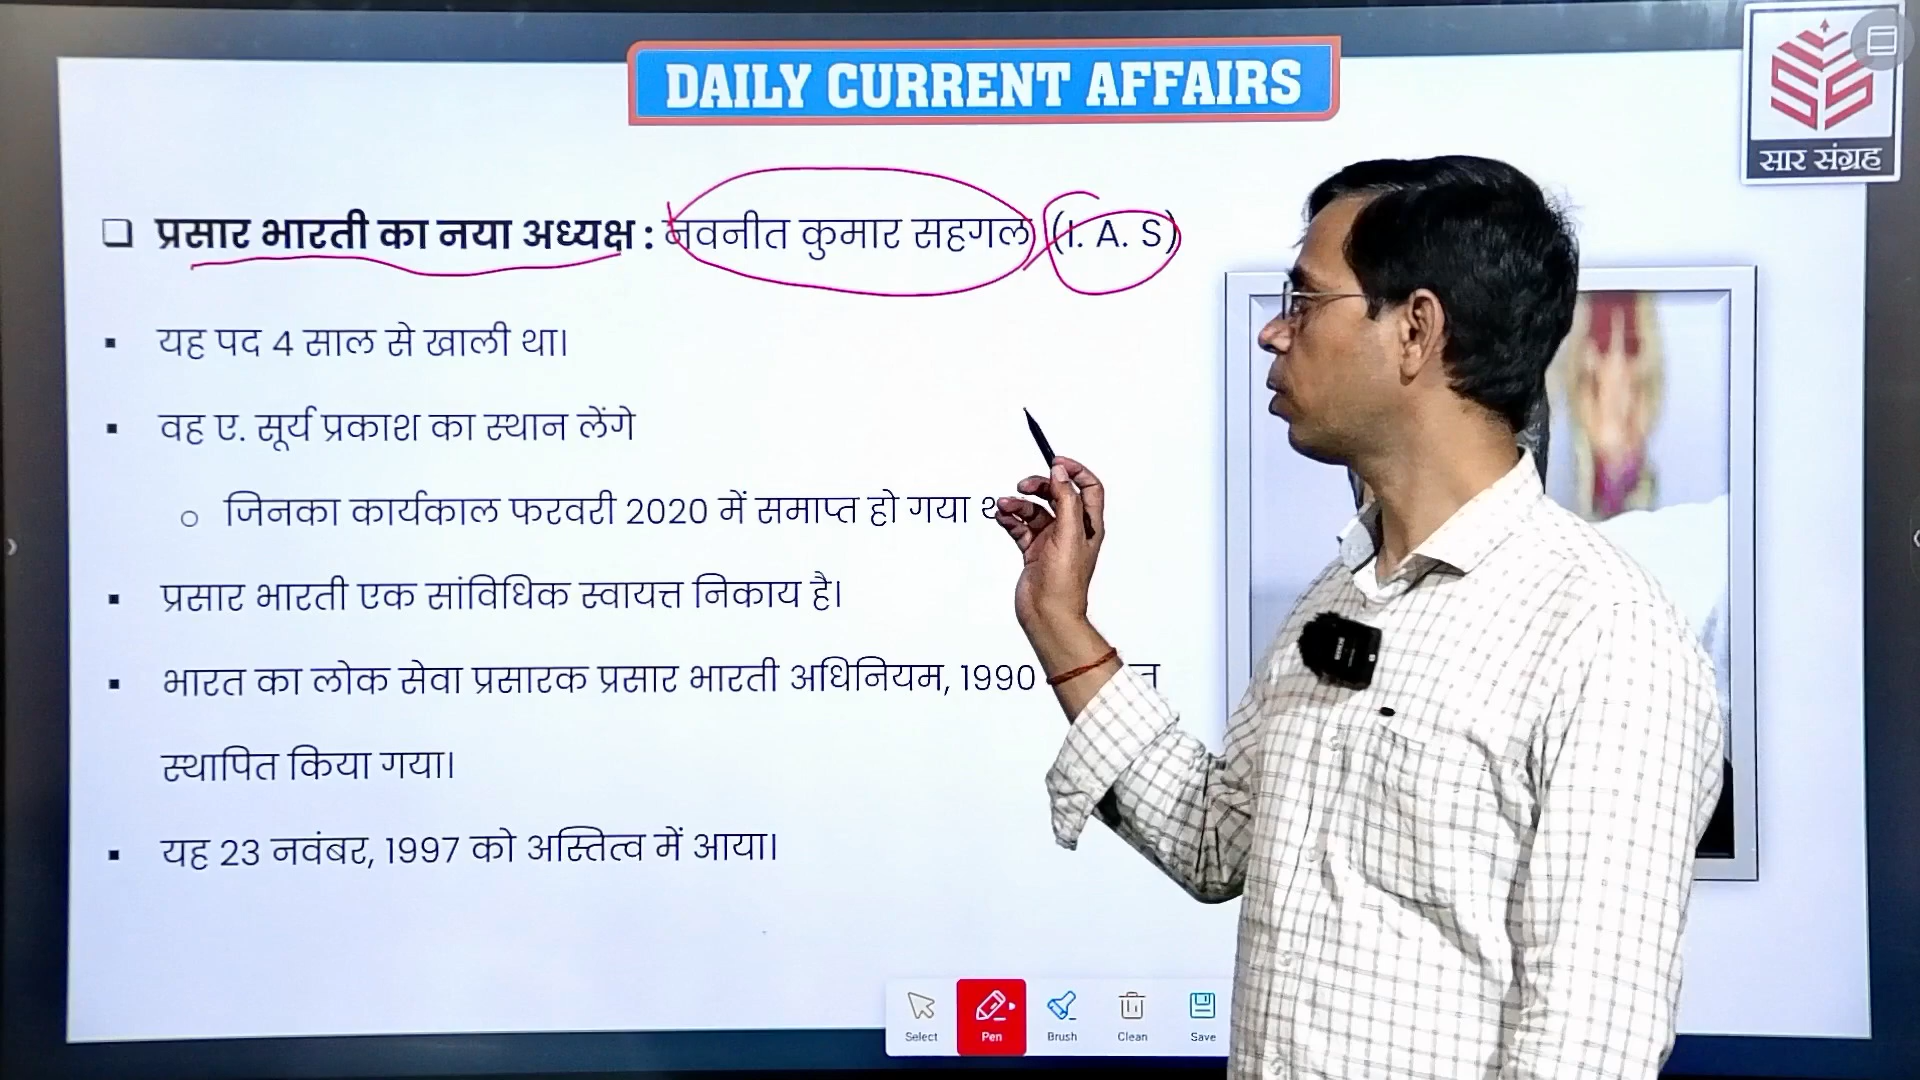 DAILY CURRENT AFFAIRS
सार संग्रह
प्रसार भारती का नया अध्यक्ष : नवनीत कुमार सहगल (I. A. S)
यह पद 4 साल से खाली था।
वह ए. सूर्य प्रकाश का स्थान लेंगे
जिनका कार्यकाल फरवरी 2020 में समाप्त हो गया
प्रसार भारती एक सांविधिक स्वायत्त निकाय है।
भारत का लोक सेवा प्रसारक प्रसार भारती अधिनियम, 1990
स्थापित किया गया।
यह 23 नवंबर, 1997 को अस्तित्व में आया।
Select Pen Brush Clean Save